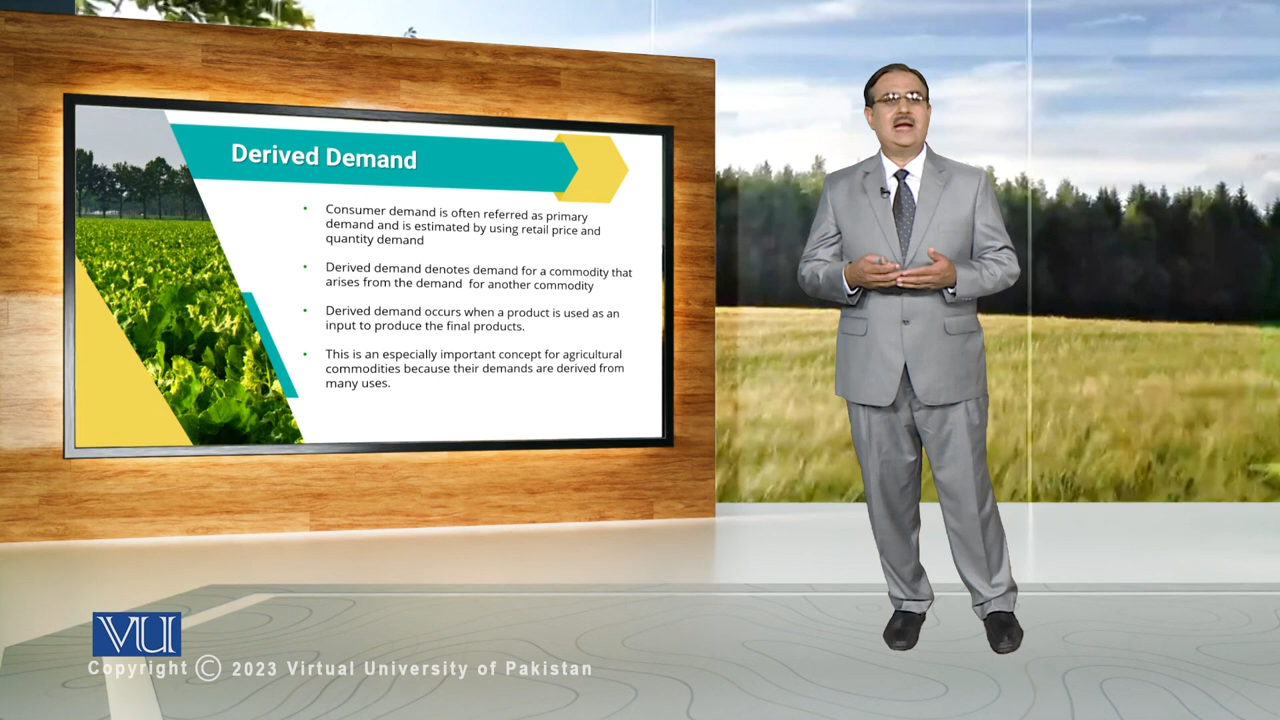 Derived Demand
• Consumer demand is often referred as primary
demand and is estimated by using retail price and
quantity demand
• Derived demand denotes demand for a commodity that
arises from the demand for another commodity
• Derived demand occurs when a product is used as an
input to produce the final products.
• This is an especially important concept for agricultural
commodities because their demands are derived from
many uses.
VU
Copyright © 2023 Virtual University of Pakistan